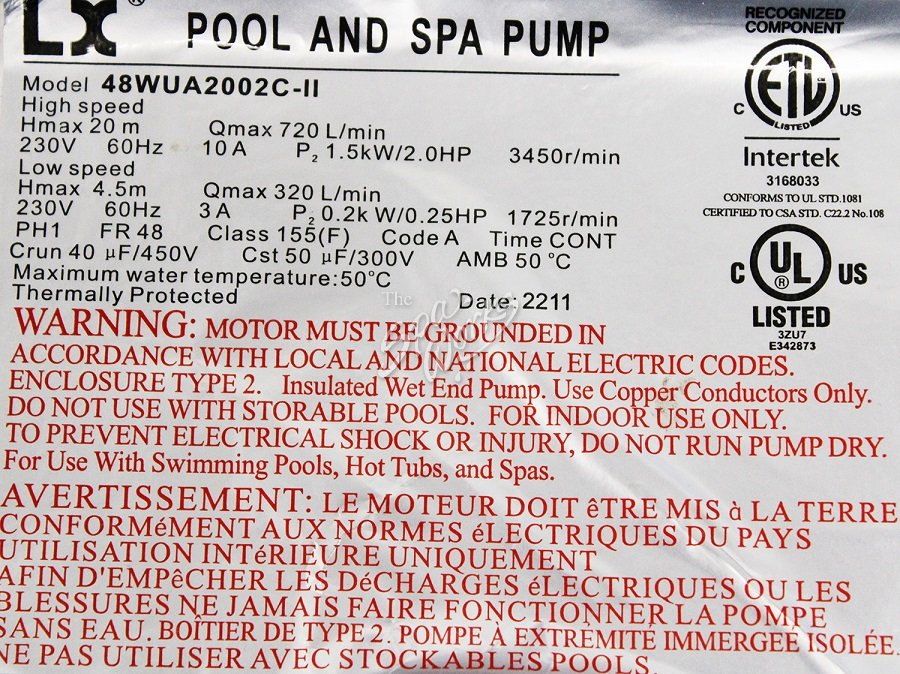 LX ® POOL AND SPA PUMP
RECOGNIZED
COMPONENT
Model 48WUA2002C-II
High speed
Hmax 20 m Qmax 720 L/min
230V 60Hz 10 A P2 1.5kW/2.0HP 3450r/min
Low speed
Hmax 4.5m Qmax 320 L/min
230V 60Hz 3 A P2 0.2k W/0.25HP 1725r/min
PH1 FR 48 Class 155(F) Code A Time CONT
Crun 40 µF/450V Cst 50 µF/300V AMB 50 °C
Maximum water temperature:50°C
Thermally Protected Date: 2211
C ETL US
LISTED
Intertek
3168033
CONFORMS TO UL STD.1081
CERTIFIED TO CSA STD. C22.2 No.108
C UL ® US
LISTED
3ZU7
E342873
The
Spa
Works
WARNING: MOTOR MUST BE GROUNDED IN
ACCORDANCE WITH LOCAL AND NATIONAL ELECTRIC CODES.
ENCLOSURE TYPE 2. Insulated Wet End Pump. Use Copper Conductors Only.
DO NOT USE WITH STORABLE POOLS. FOR INDOOR USE ONLY.
TO PREVENT ELECTRICAL SHOCK OR INJURY, DO NOT RUN PUMP DRY.
For Use With Swimming Pools, Hot Tubs, and Spas.
AVERTISSEMENT: LE MOTEUR DOIT êTRE MIS à LA TERRE
CONFORMéMENT AUX NORMES éLECTRIQUES DU PAYS
UTILISATION INTéRIEURE UNIQUEMENT
AFIN D'EMPêCHER LES DéCHARGES éLECTRIQUES OU LES
BLESSURES NE JAMAIS FAIRE FONCTIONNER LA POMPE
SANS EAU. BOÎTIER DE TYPE 2. POMPE À EXTRÉMITÉ IMMERGÉE ISOLÉE.
NE PAS UTILISER AVEC STOCKABLES POOLS.